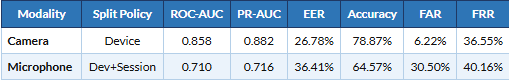 Modality Split Policy ROC-AUC PR-AUC EER Accuracy FAR FRR
Camera Device 0.858 0.882 26.78% 78.87% 6.22% 36.55%
Microphone Dev+Session 0.710 0.716 36.41% 64.57% 30.50% 40.16%